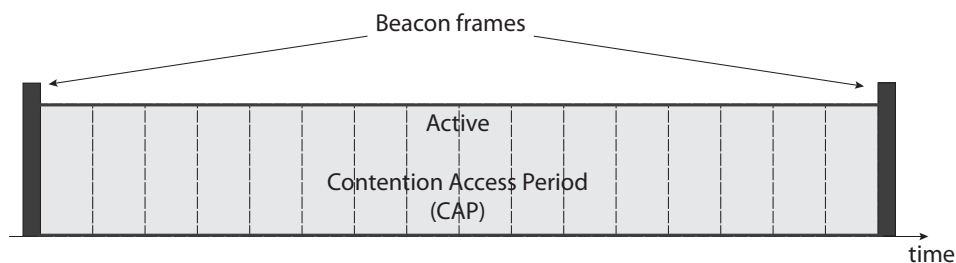 Beacon frames
Active
Contention Access Period
(CAP)
time